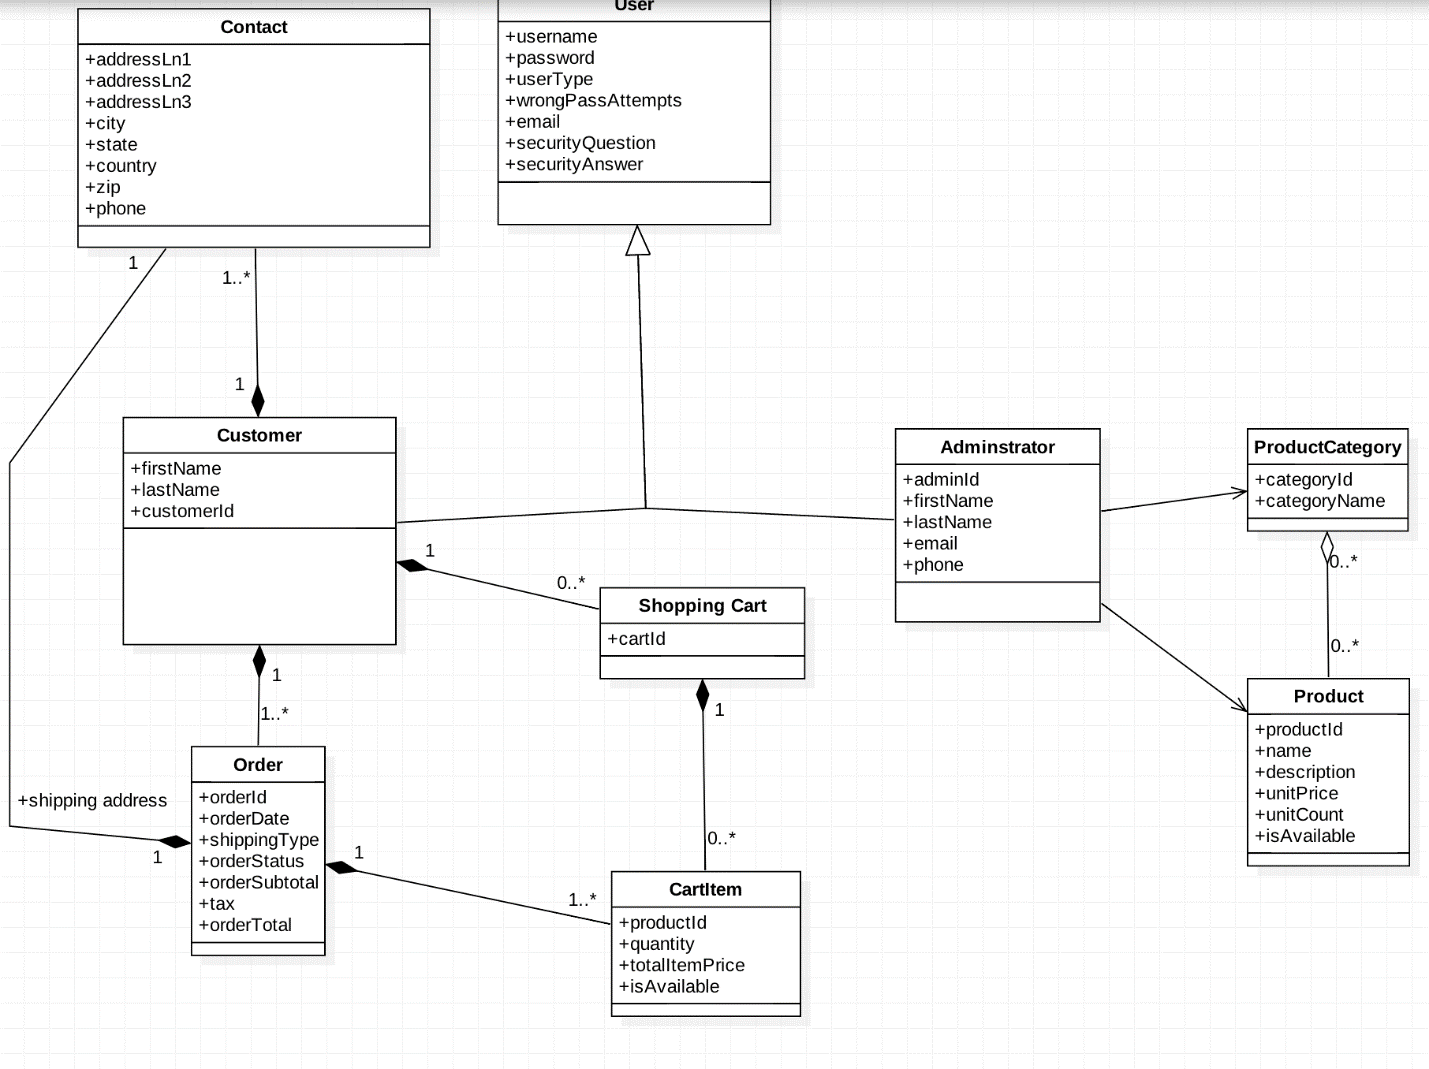 Contact
+addressLn1
+addressLn2
+addressLn3
+city
+state
+country
+zip
+phone
User
+username
+password
+userType
+wrongPassAttempts
+email
+securityQuestion
+securityAnswer
1
1..*
1
Customer
+firstName
+lastName
+customerId
Adminstrator
+adminId
+firstName
+lastName
+email
+phone
ProductCategory
+categoryId
+categoryName
1
0..*
0..*
0..*
Shopping Cart
+cartId
1
1..*
1
0..*
Product
+productId
+name
+description
+unitPrice
+unitCount
+isAvailable
Order
+orderId
+orderDate
+shippingType
+orderStatus
+orderSubtotal
+tax
+orderTotal
+shipping address
1
1
1..*
CartItem
+productId
+quantity
+totalItemPrice
+isAvailable